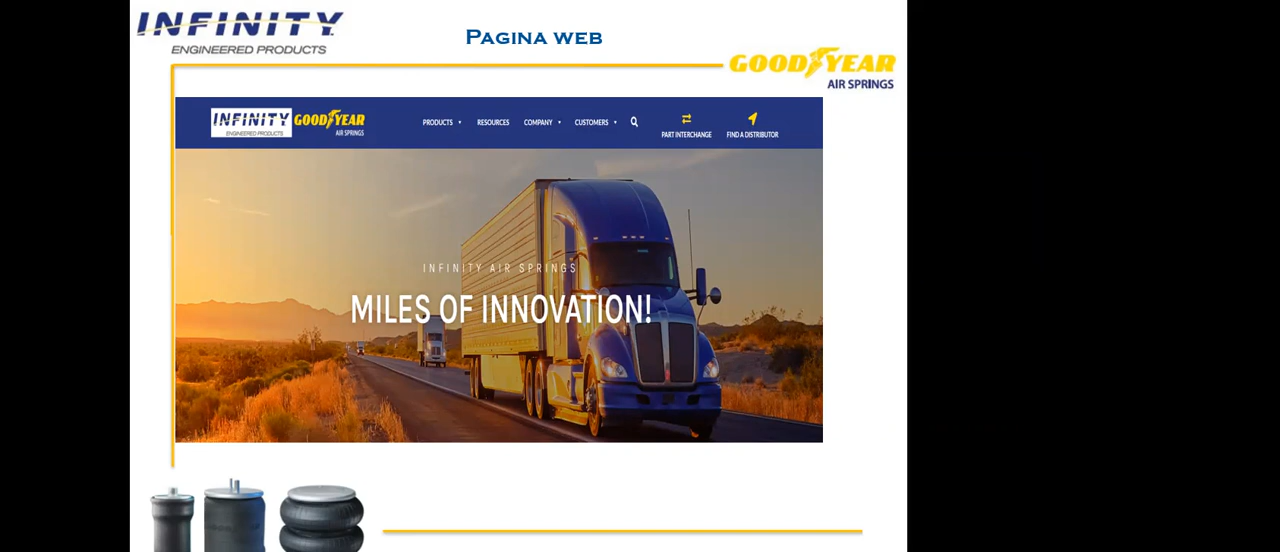 INFINITY
ENGINEERED PRODUCTS
PAGINA WEB
GOODYEAR
AIR SPRINGS
INFINITY
ENGINEERED PRODUCTS
GOODYEAR
AIR SPRINGS
PRODUCTS
RESOURCES
COMPANY
CUSTOMERS
PART INTERCHANGE
FIND A DISTRIBUTOR
INFINITY AIR SPRINGS
MILES OF INNOVATION!